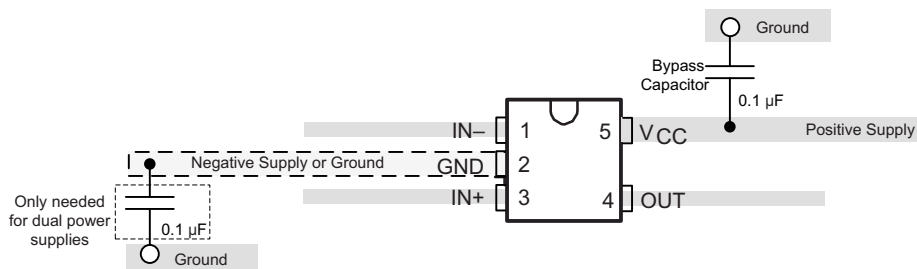 Ground
Bypass
Capacitor
0.1 µF
IN–
1
5
VCC
Positive Supply
Negative Supply or Ground
GND
2
IN+
3
4
OUT
Only needed
for dual power
supplies
0.1 µF
Ground